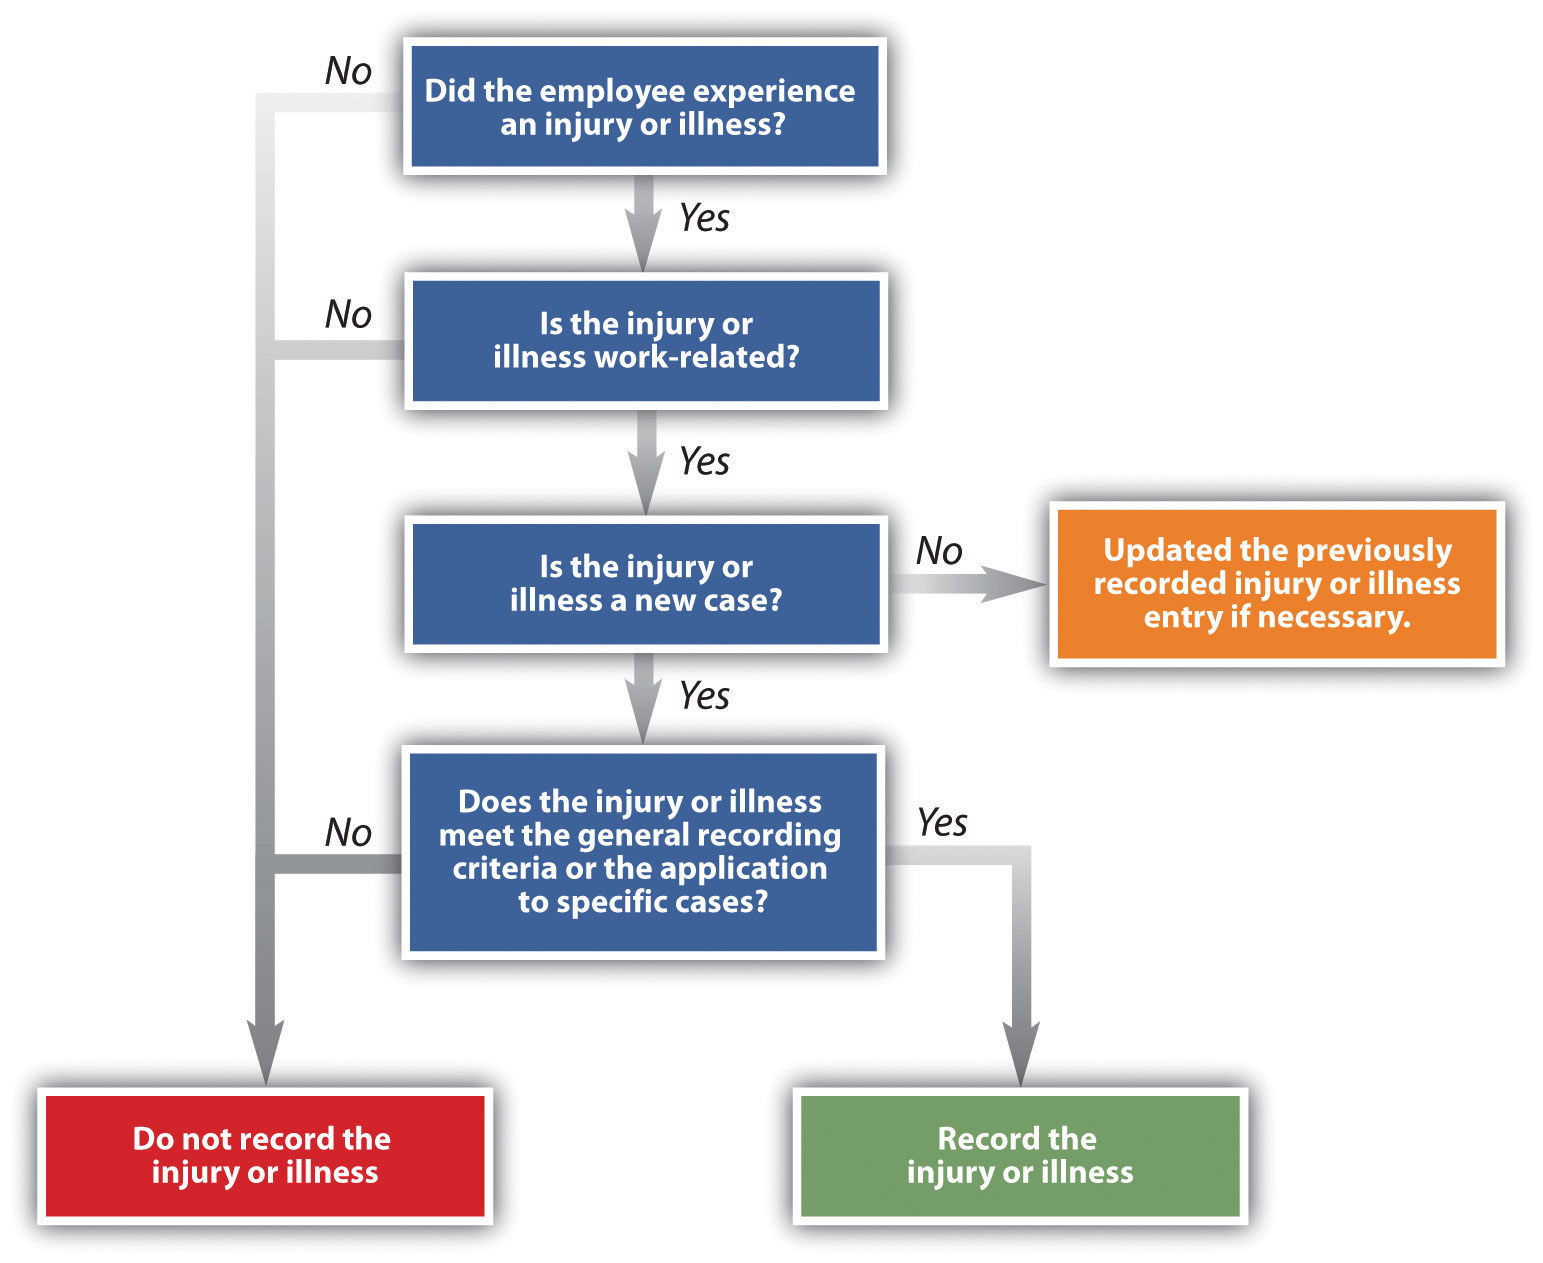 No
Did the employee experience
an injury or illness?
Yes
No
Is the injury or
illness work-related?
Yes
Is the injury or
illness a new case?
No
Updated the previously
recorded injury or illness
entry if necessary.
Yes
No
Does the injury or illness
meet the general recording
criteria or the application
to specific cases?
Yes
Do not record the
injury or illness
Record the
injury or illness